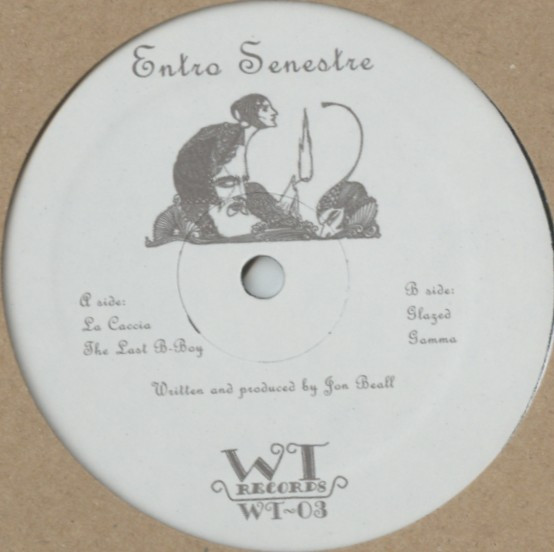 Entro Senestre
A side:
La Caccia
The Last B-Boy
B side:
Glazed
Gamma
Written and produced by Jon Beall
WT
RECORDS
WT~03